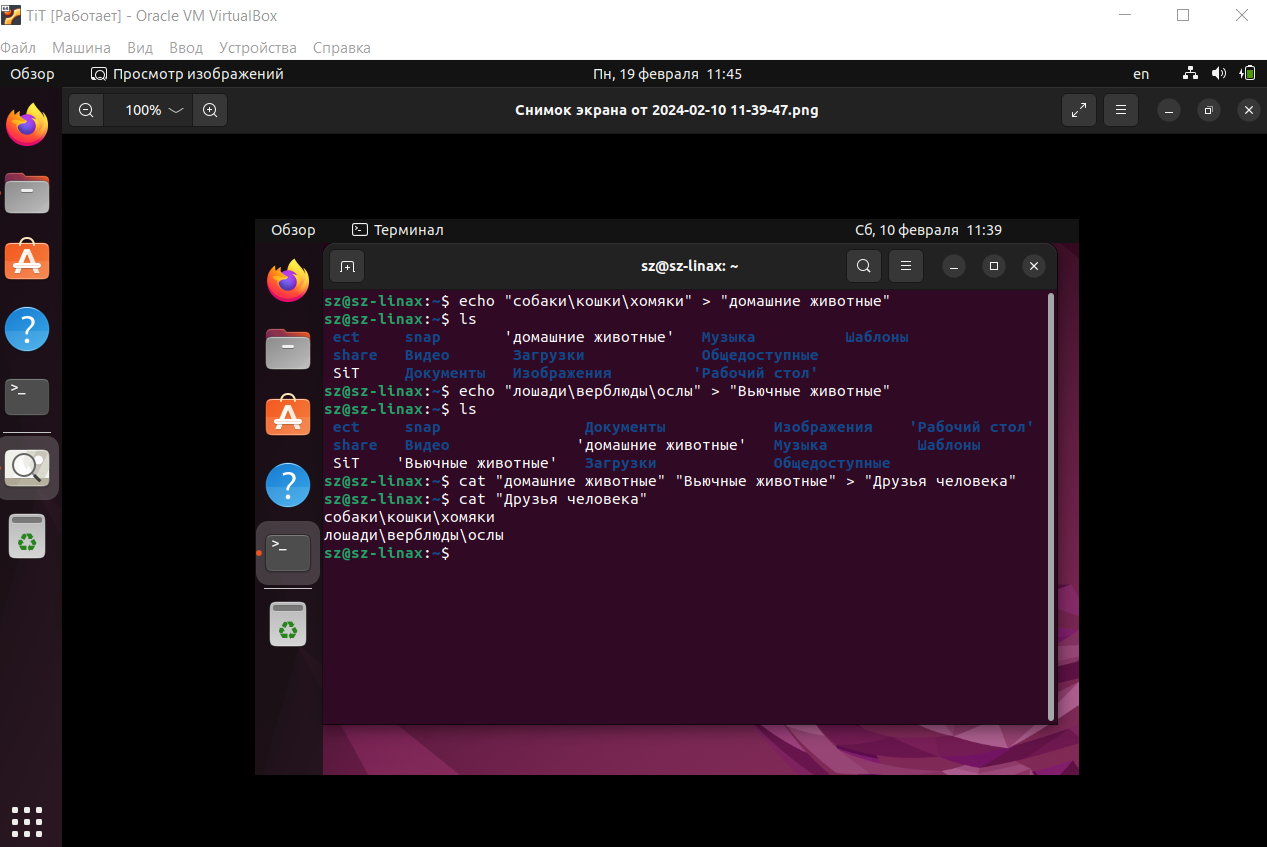 TiT [Работает] - Oracle VM VirtualBox
Файл Машина Вид Ввод Устройства Справка
Обзор Просмотр изображений Пн, 19 февраля 11:45 en
100% Снимок экрана от 2024-02-10 11-39-47.png
Обзор Терминал Сб, 10 февраля 11:39
sz@sz-linax: ~
sz@sz-linax:~$ echo "собаки\кошки\хомяки" > "домашние животные"
sz@sz-linax:~$ ls
ect snap 'домашние животные' Музыка Шаблоны
share Видео Загрузки Общедоступные
SiT Документы Изображения 'Рабочий стол'
sz@sz-linax:~$ echo "лошади\верблюды\ослы" > "Вьючные животные"
sz@sz-linax:~$ ls
ect snap Документы Изображения 'Рабочий стол'
share Видео 'домашние животные' Музыка Шаблоны
SiT 'Вьючные животные' Загрузки Общедоступные
sz@sz-linax:~$ cat "домашние животные" "Вьючные животные" > "Друзья человека"
sz@sz-linax:~$ cat "Друзья человека"
собаки\кошки\хомяки
лошади\верблюды\ослы
sz@sz-linax:~$